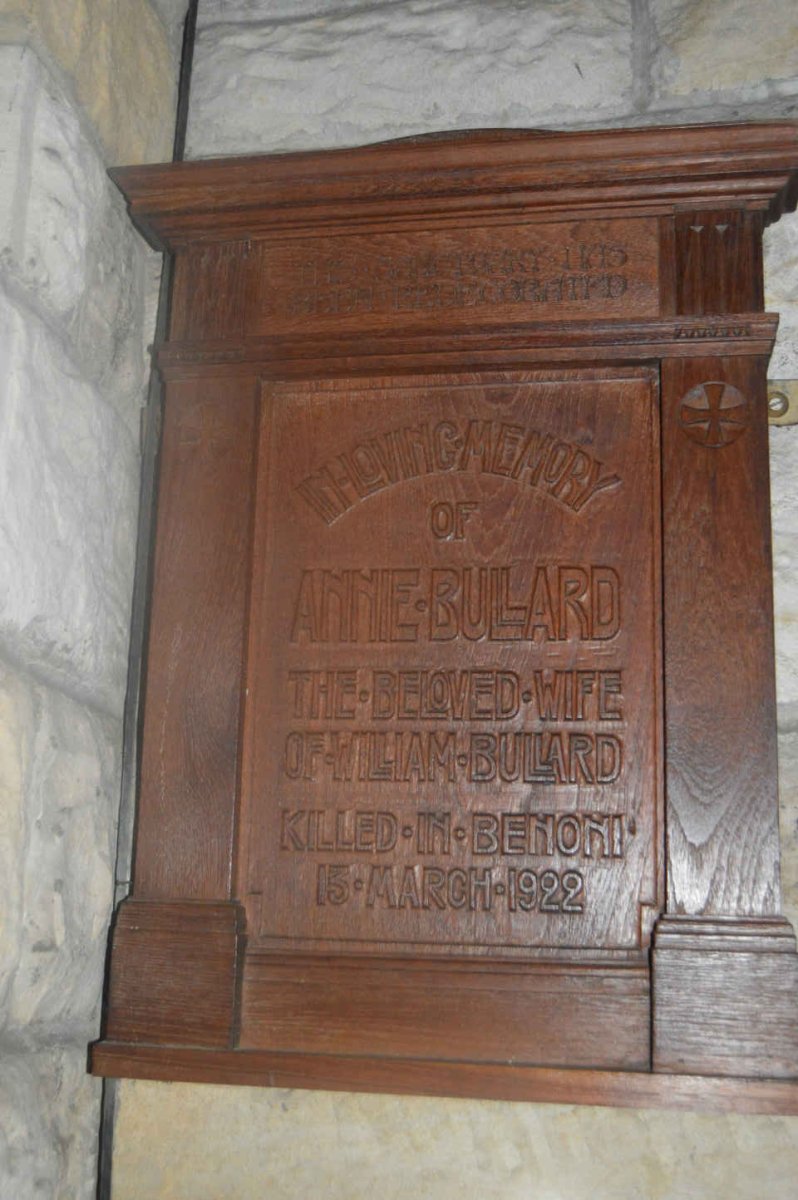 IN·LOVING·MEMORY
OF
ANNIE·BULLARD
THE·BELOVED·WIFE
OF·WILLIAM·BULLARD
KILLED·IN·BENONI·
15·MARCH·1922